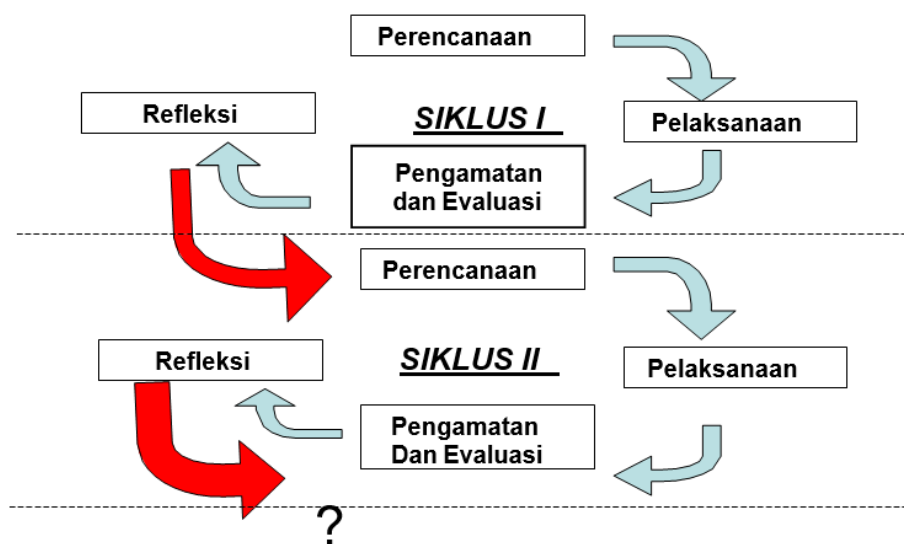 Perencanaan
Refleksi
SIKLUS I
Pelaksanaan
Pengamatan
dan Evaluasi
Perencanaan
Refleksi
SIKLUS II
Pelaksanaan
Pengamatan
Dan Evaluasi
?